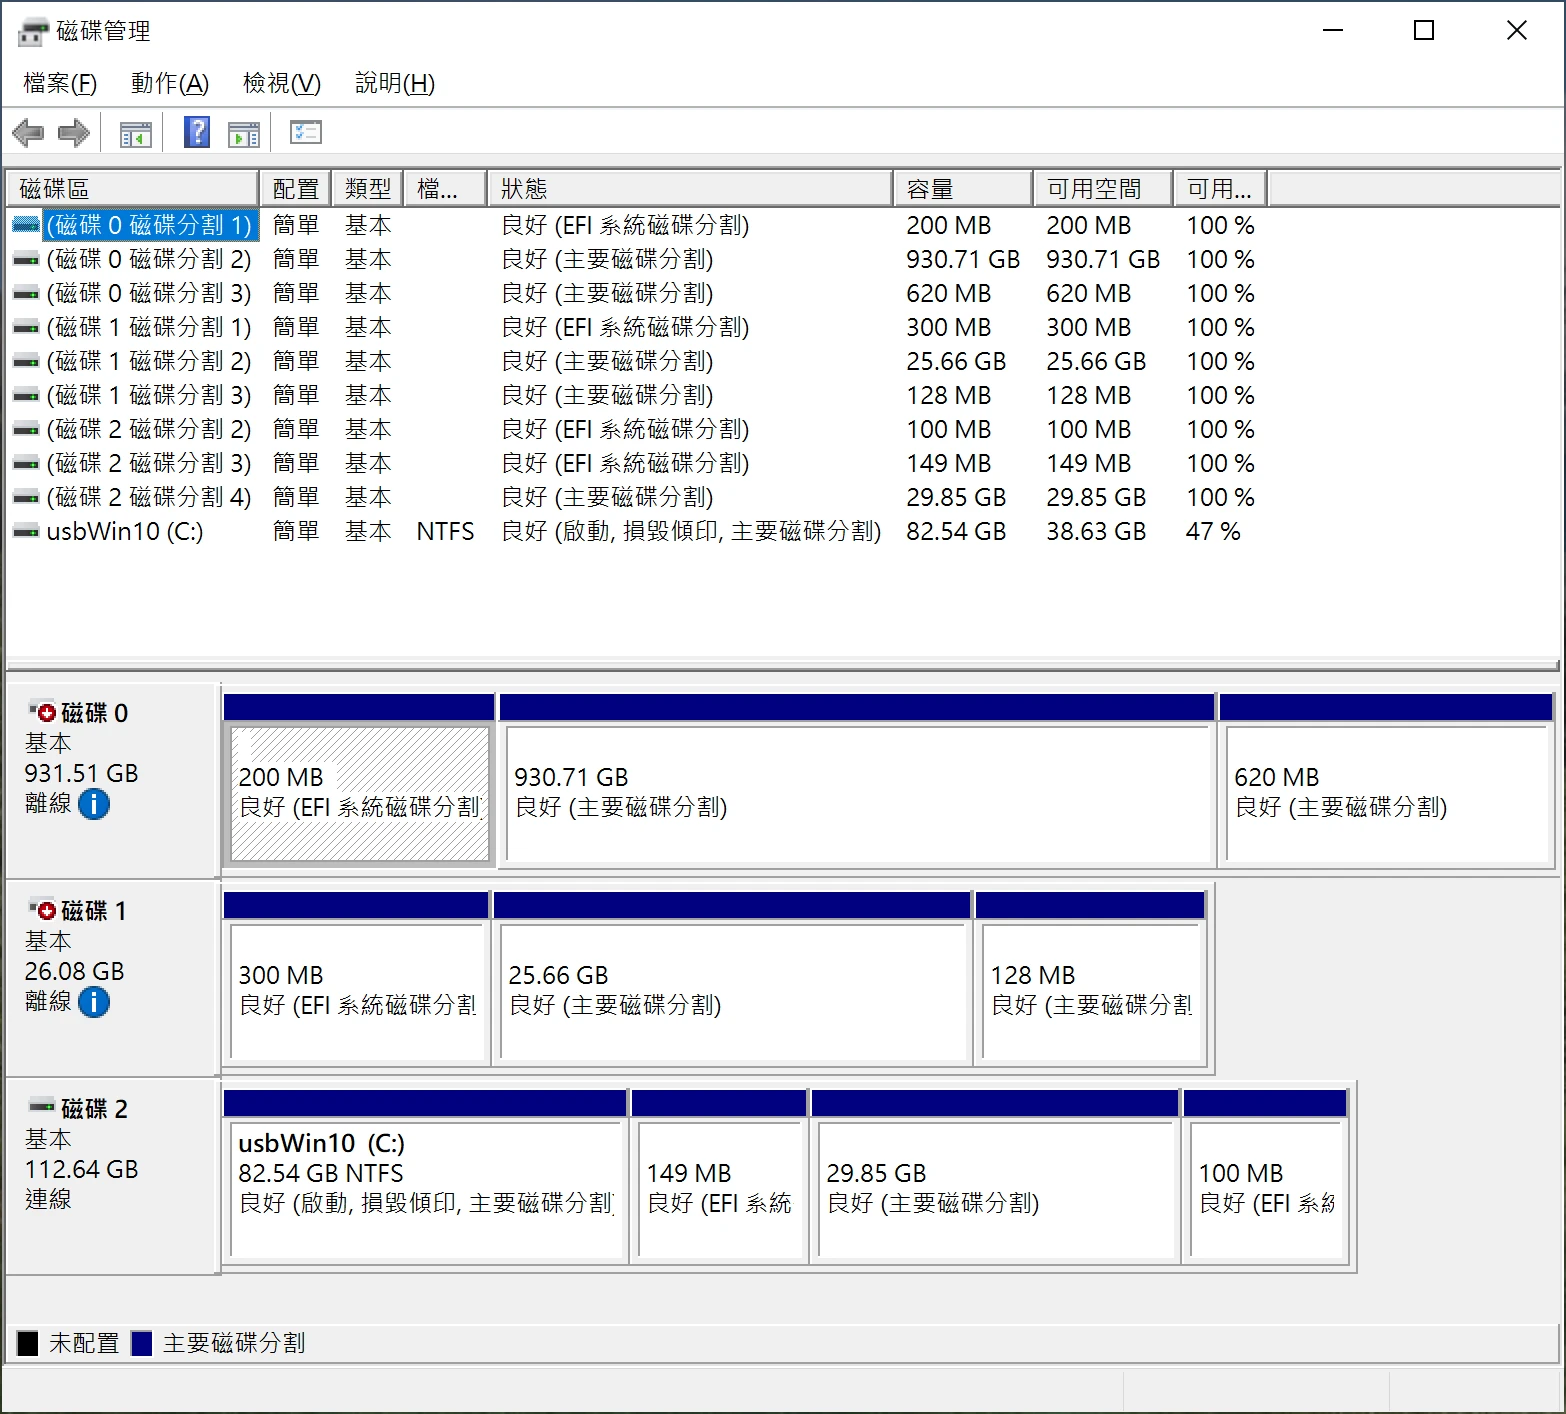 磁碟管理
檔案(F) 動作(A) 檢視(V) 說明(H)
磁碟區 配置 類型 檔... 狀態 容量 可用空間 可用...
(磁碟 0 磁碟分割 1) 簡單 基本 良好 (EFI 系統磁碟分割) 200 MB 200 MB 100 %
(磁碟 0 磁碟分割 2) 簡單 基本 良好 (主要磁碟分割) 930.71 GB 930.71 GB 100 %
(磁碟 0 磁碟分割 3) 簡單 基本 良好 (主要磁碟分割) 620 MB 620 MB 100 %
(磁碟 1 磁碟分割 1) 簡單 基本 良好 (EFI 系統磁碟分割) 300 MB 300 MB 100 %
(磁碟 1 磁碟分割 2) 簡單 基本 良好 (主要磁碟分割) 25.66 GB 25.66 GB 100 %
(磁碟 1 磁碟分割 3) 簡單 基本 良好 (主要磁碟分割) 128 MB 128 MB 100 %
(磁碟 2 磁碟分割 2) 簡單 基本 良好 (EFI 系統磁碟分割) 100 MB 100 MB 100 %
(磁碟 2 磁碟分割 3) 簡單 基本 良好 (EFI 系統磁碟分割) 149 MB 149 MB 100 %
(磁碟 2 磁碟分割 4) 簡單 基本 良好 (主要磁碟分割) 29.85 GB 29.85 GB 100 %
usbWin10 (C:) 簡單 基本 NTFS 良好 (啟動, 損毀傾印, 主要磁碟分割) 82.54 GB 38.63 GB 47 %
磁碟 0
基本
931.51 GB
離線
200 MB
良好 (EFI 系統磁碟分割)
930.71 GB
良好 (主要磁碟分割)
620 MB
良好 (主要磁碟分割)
磁碟 1
基本
26.08 GB
離線
300 MB
良好 (EFI 系統磁碟分割
25.66 GB
良好 (主要磁碟分割)
128 MB
良好 (主要磁碟分割
磁碟 2
基本
112.64 GB
連線
usbWin10 (C:)
82.54 GB NTFS
良好 (啟動, 損毀傾印, 主要磁碟分割)
149 MB
良好 (EFI 系統
29.85 GB
良好 (主要磁碟分割)
100 MB
良好 (EFI 系統
未配置 主要磁碟分割